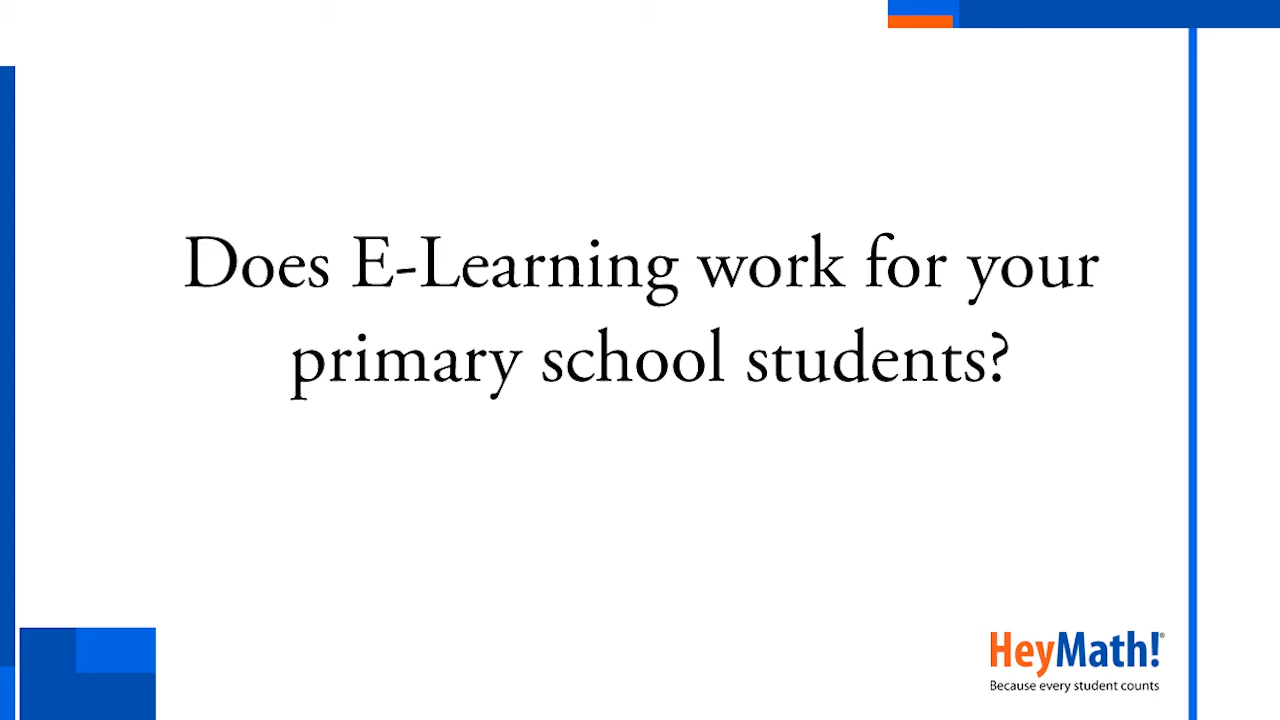 Does E-Learning work for your
primary school students?
HeyMath!®
Because every student counts